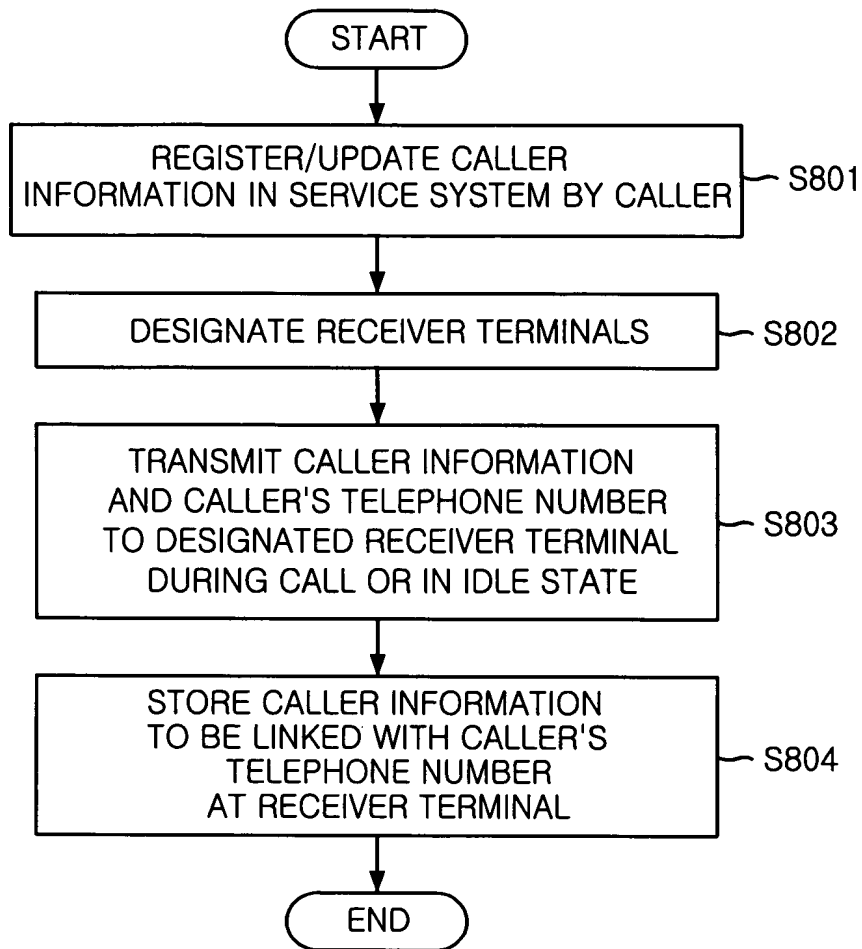 START
REGISTER/UPDATE CALLER
INFORMATION IN SERVICE SYSTEM BY CALLER
S801
DESIGNATE RECEIVER TERMINALS
S802
TRANSMIT CALLER INFORMATION
AND CALLER'S TELEPHONE NUMBER
TO DESIGNATED RECEIVER TERMINAL
DURING CALL OR IN IDLE STATE
S803
STORE CALLER INFORMATION
TO BE LINKED WITH CALLER'S
TELEPHONE NUMBER
AT RECEIVER TERMINAL
S804
END